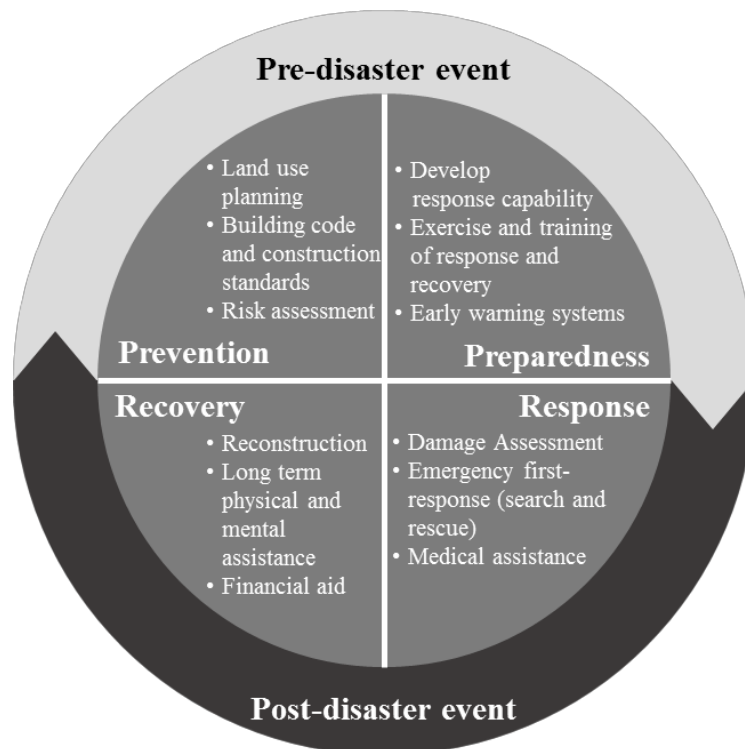 Pre-disaster event
• Land use
planning
• Building code
and construction
standards
• Risk assessment
Prevention
• Develop
response capability
• Exercise and training
of response and
recovery
• Early warning systems
Preparedness
Recovery
• Reconstruction
• Long term
physical and
mental
assistance
• Financial aid
Response
• Damage Assessment
• Emergency first-
response (search and
rescue)
• Medical assistance
Post-disaster event